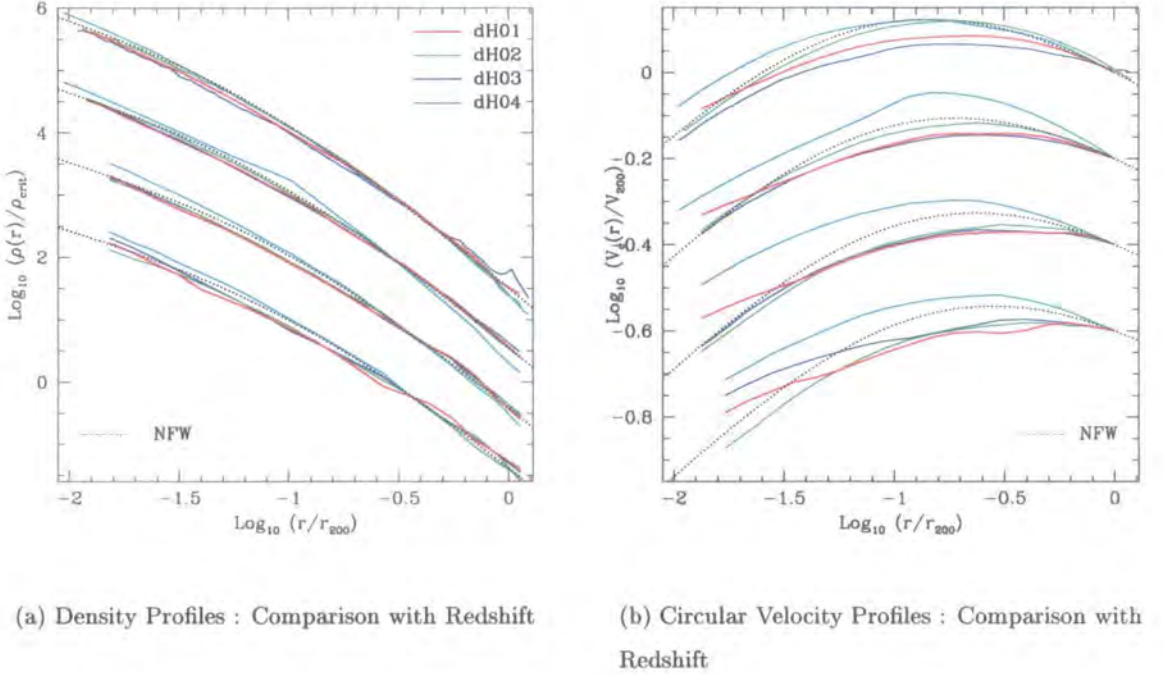 dH01
dH02
dH03
dH04
NFW
6
4
2
0
Log₁₀ (ρ(r)/ρcrit)
−2
−1.5
−1
−0.5
0
Log₁₀ (r/r₂₀₀)
0
−0.2
−0.4
−0.6
−0.8
Log₁₀ (Vc(r)/V₂₀₀)
NFW
−2
−1.5
−1
−0.5
0
Log₁₀ (r/r₂₀₀)
(a) Density Profiles : Comparison with Redshift
(b) Circular Velocity Profiles : Comparison with
Redshift